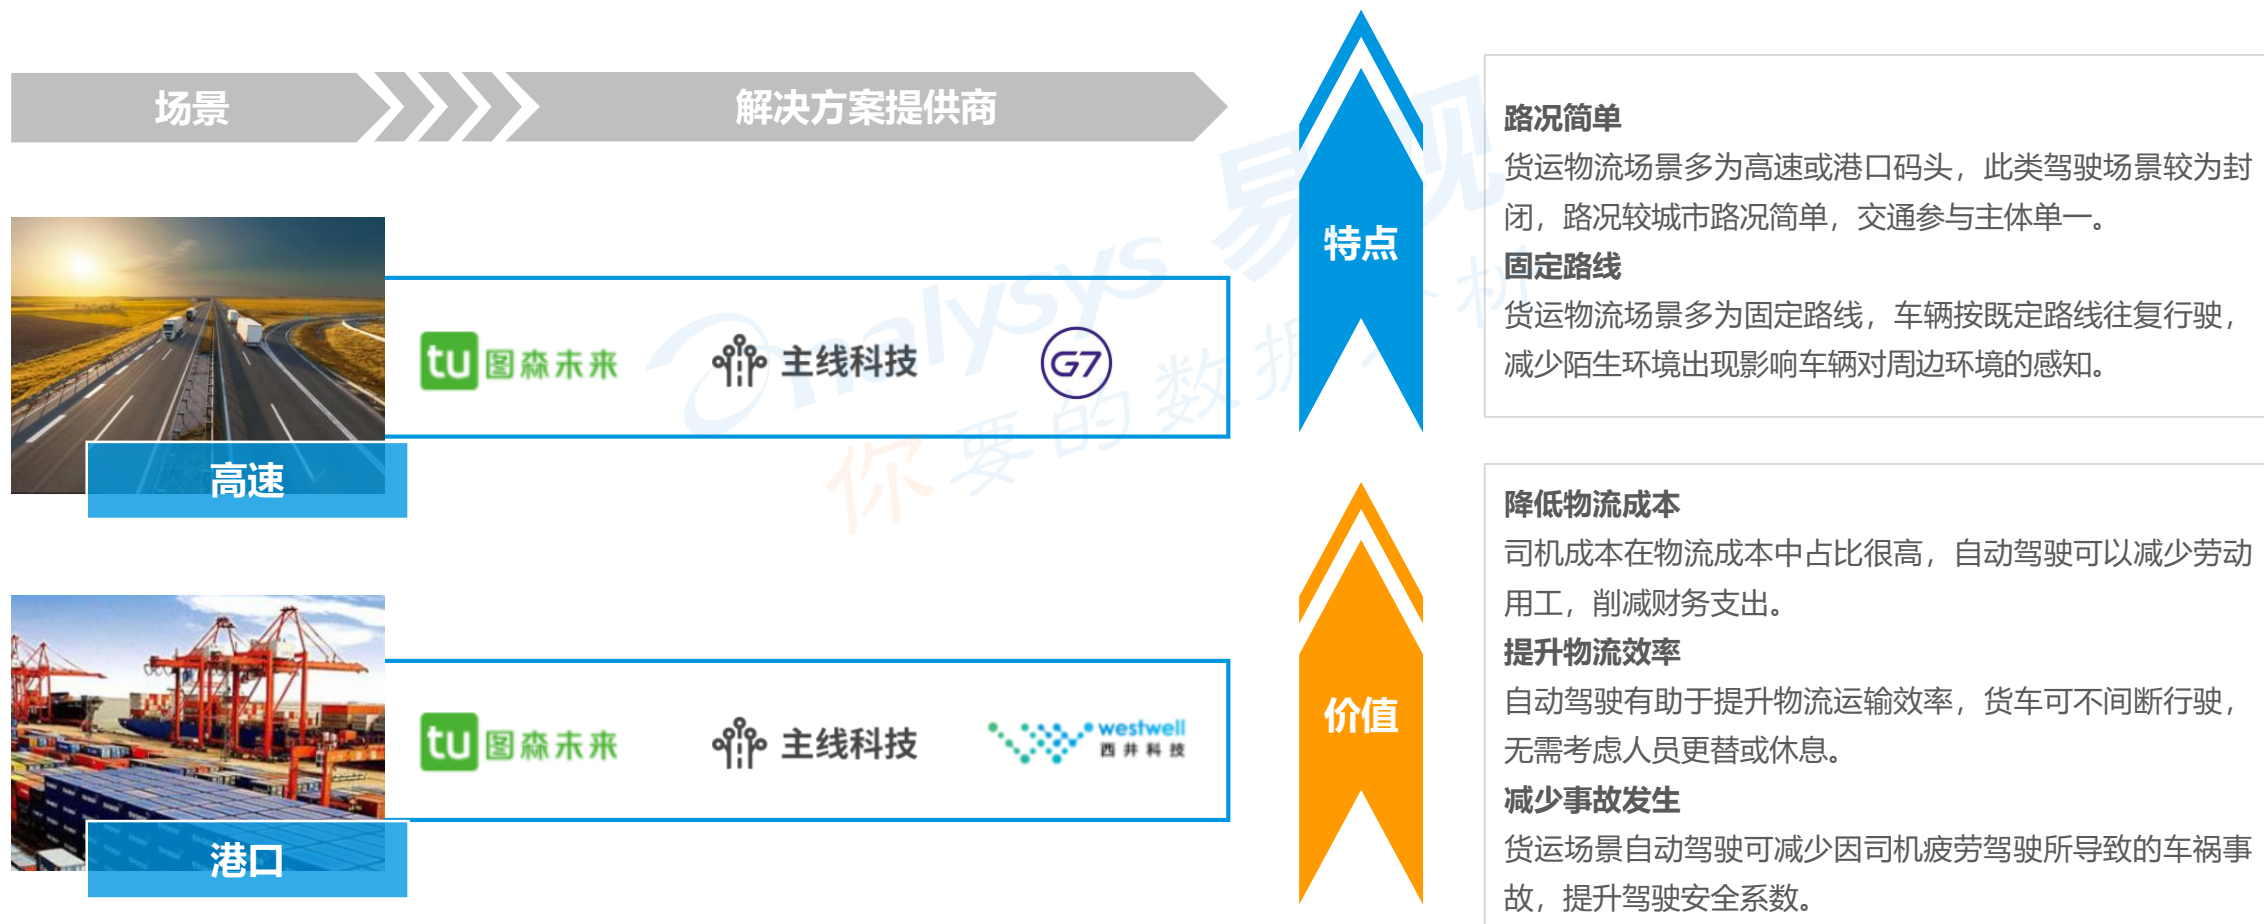 场景
解决方案提供商
高速
tu 图森未来
主线科技
G7
港口
tu 图森未来
主线科技
westwell
西井科技
特点
路况简单
货运物流场景多为高速或港口码头，此类驾驶场景较为封
闭，路况较城市路况简单，交通参与主体单一。
固定路线
货运物流场景多为固定路线，车辆按既定路线往复行驶，
减少陌生环境出现影响车辆对周边环境的感知。
价值
降低物流成本
司机成本在物流成本中占比很高，自动驾驶可以减少劳动
用工，削减财务支出。
提升物流效率
自动驾驶有助于提升物流运输效率，货车可不间断行驶，
无需考虑人员更替或休息。
减少事故发生
货运场景自动驾驶可减少因司机疲劳驾驶所导致的车祸事
故，提升驾驶安全系数。
nalysys 易观
你要的数据分析